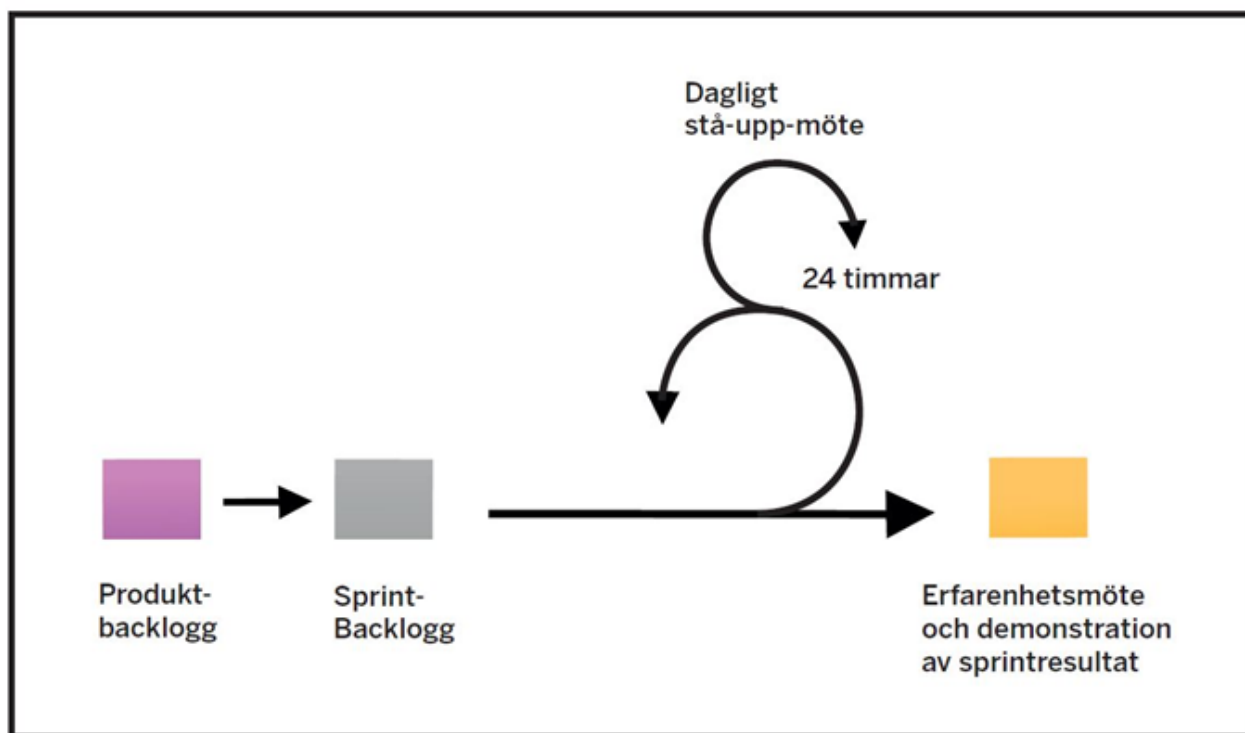 Dagligt
stå-upp-möte
24 timmar
Produkt-
backlogg
Sprint-
Backlogg
Erfarenhetsmöte
och demonstration
av sprintresultat